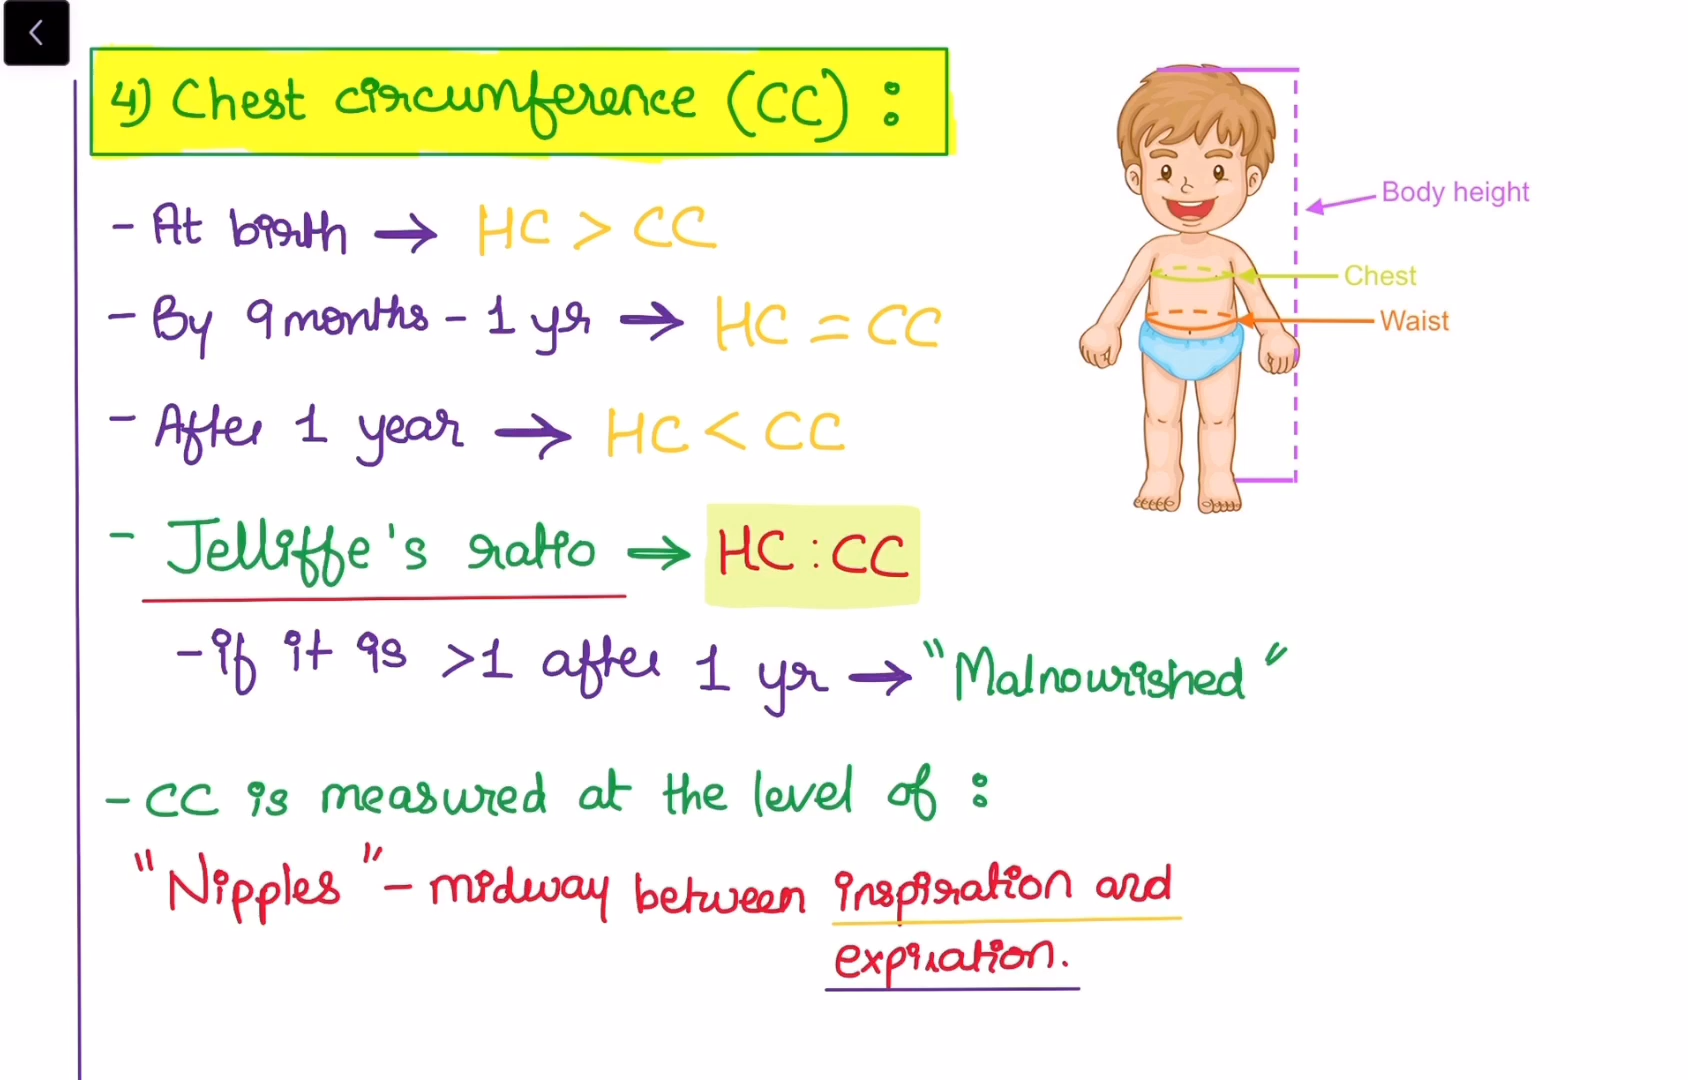 4) Chest circumference (CC) :
- At birth → HC > CC
- By 9 months - 1 yr → HC = CC
- After 1 year → HC < CC
- Jelliffe's ratio → HC : CC
- if it is >1 after 1 yr → "Malnourished"
- CC is measured at the level of :
"Nipples" - midway between inspiration and
expiration.
Body height
Chest
Waist